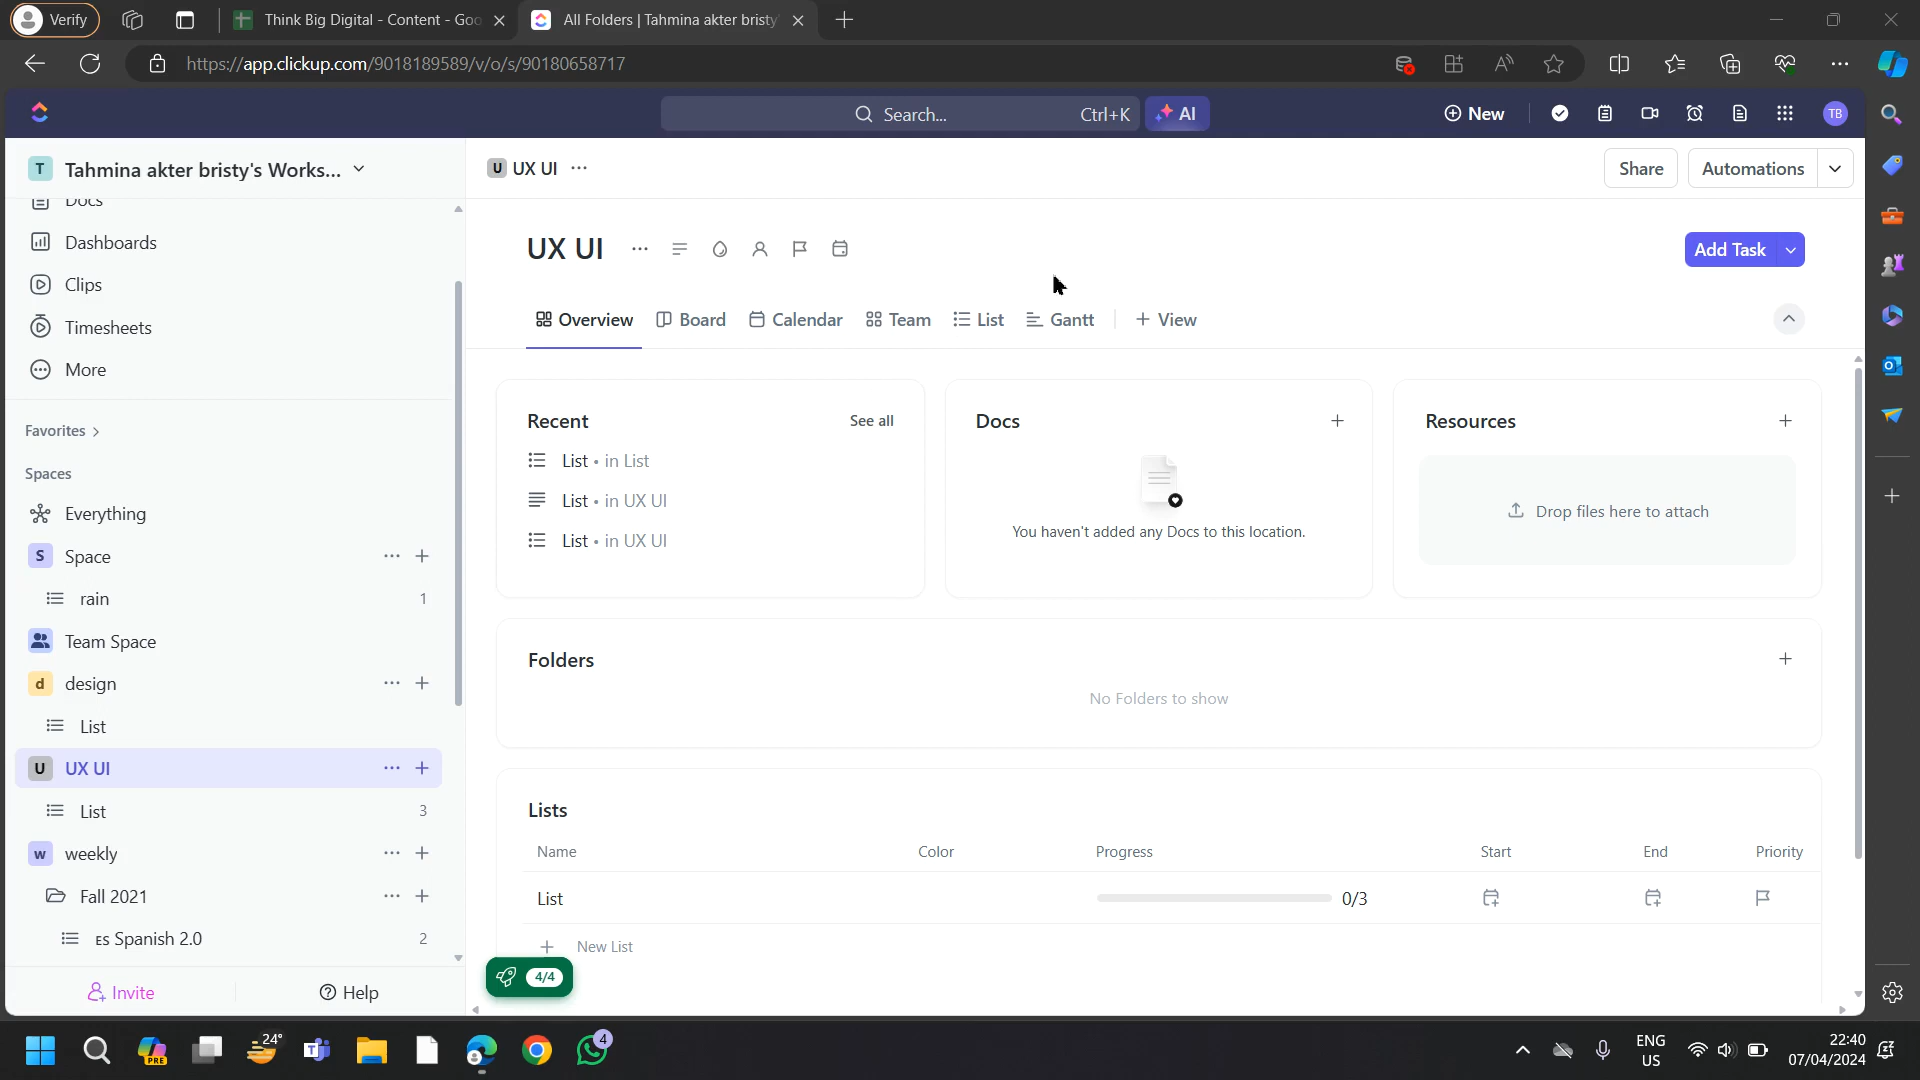 Verify
Think Big Digital - Content - Goo
All Folders | Tahmina akter bristy'
https://app.clickup.com/9018189589/v/o/s/90180658717
Search...
Ctrl+K
AI
New
TB
T Tahmina akter bristy's Works...
U UX UI
Share
Automations
Docs
Dashboards
Clips
Timesheets
More
Favorites
Spaces
Everything
S Space
rain 1
Team Space
d design
List
U UX UI
List 3
w weekly
Fall 2021
ES Spanish 2.0 2
Invite
Help
UX UI
Add Task
Overview
Board
Calendar
Team
List
Gantt
+ View
Recent
See all
List • in List
List • in UX UI
List • in UX UI
Docs
You haven't added any Docs to this location.
Resources
Drop files here to attach
Folders
No Folders to show
Lists
Name Color Progress Start End Priority
List 0/3
+ New List
4/4
PRE
24°
4
ENG
US
22:40
07/04/2024